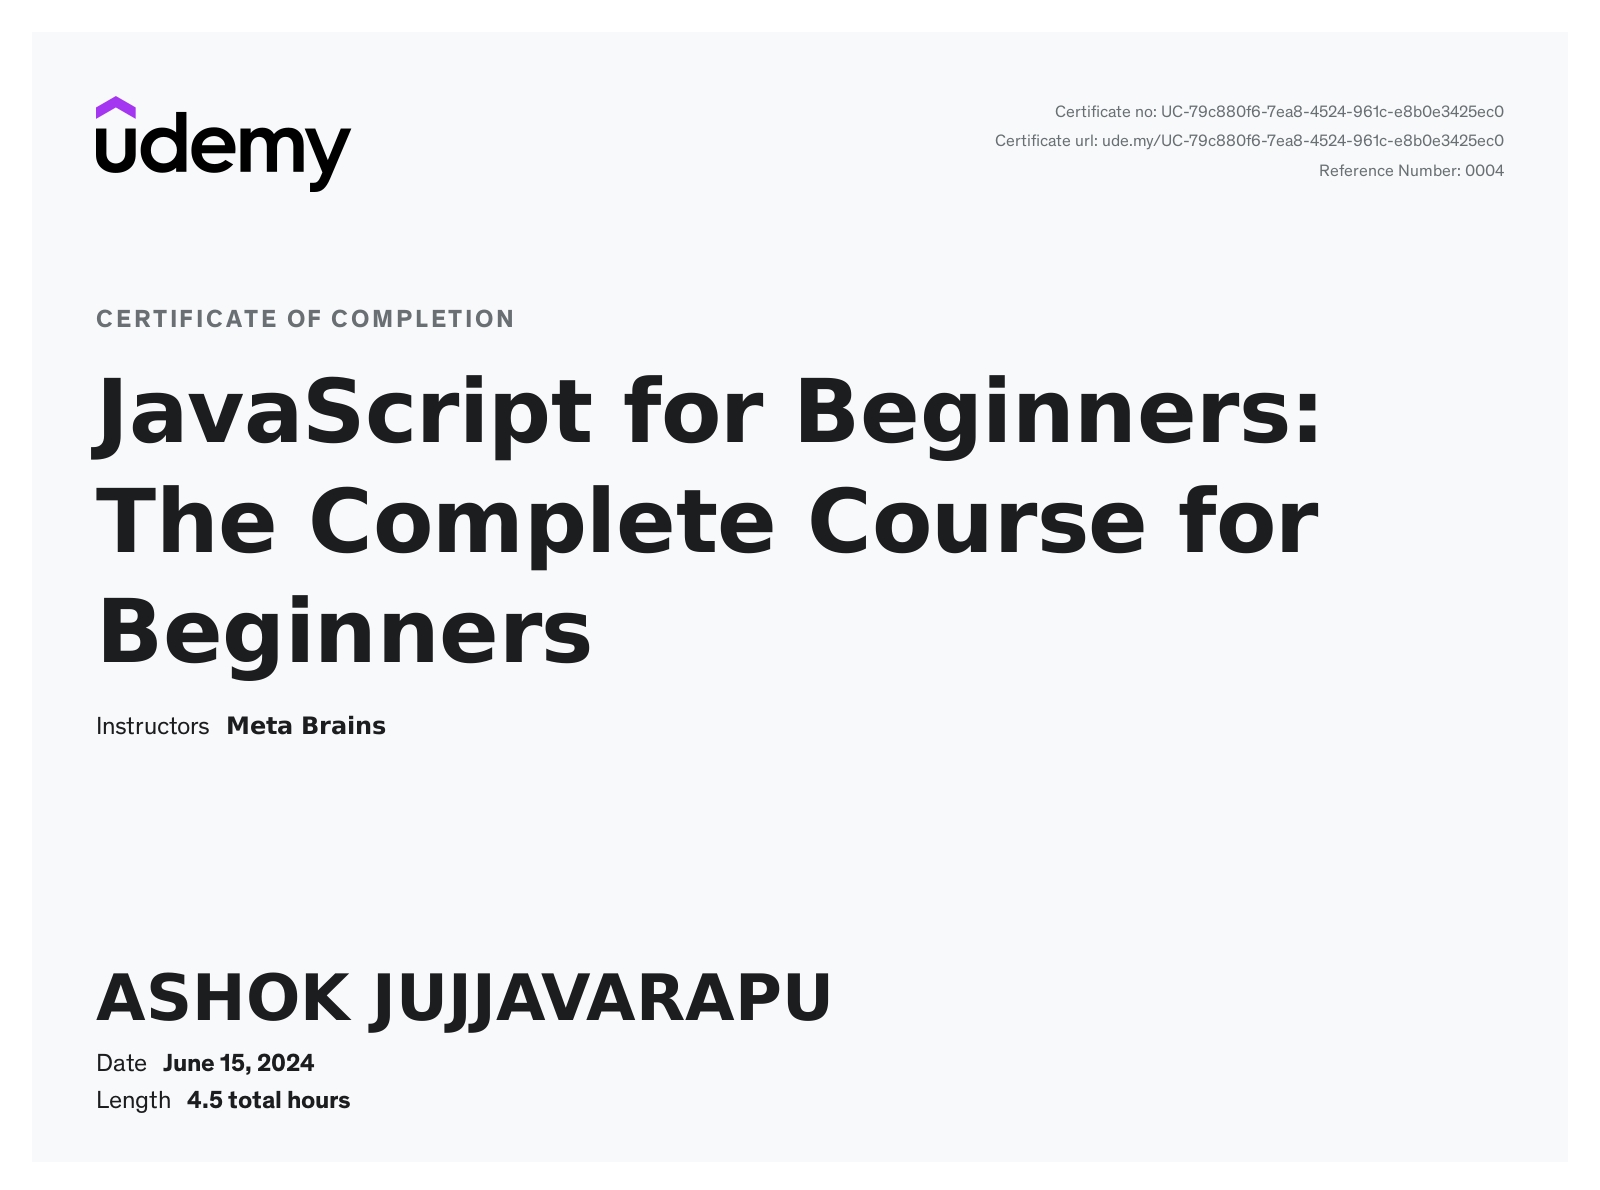 udemy
Certificate no: UC-79c880f6-7ea8-4524-961c-e8b0e3425ec0
Certificate url: ude.my/UC-79c880f6-7ea8-4524-961c-e8b0e3425ec0
Reference Number: 0004
CERTIFICATE OF COMPLETION
JavaScript for Beginners:
The Complete Course for
Beginners
Instructors Meta Brains
ASHOK JUJJAVARAPU
Date June 15, 2024
Length 4.5 total hours